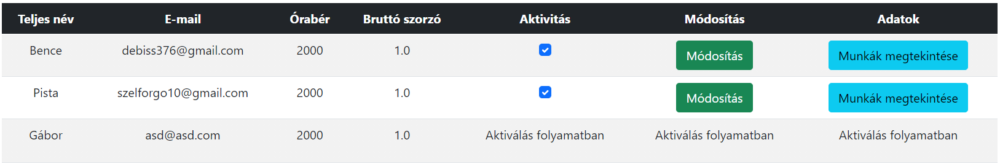 Teljes név E-mail Órabér Bruttó szorzó Aktivitás Módosítás Adatok
Bence debiss376@gmail.com 2000 1.0 Módosítás Munkák megtekintése
Pista szelforgo10@gmail.com 2000 1.0 Módosítás Munkák megtekintése
Gábor asd@asd.com 2000 1.0 Aktiválás folyamatban Aktiválás folyamatban Aktiválás folyamatban